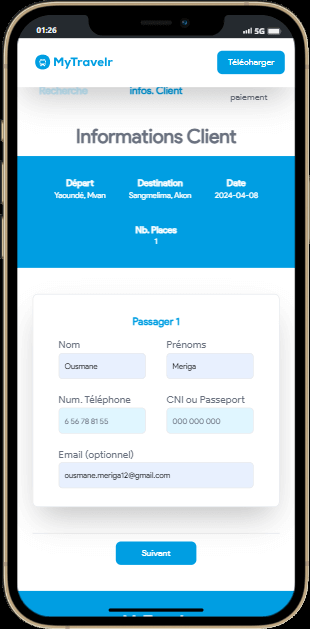 01:26
5G
MyTravelr
Télécharger
Recherche
infos. Client
paiement
Informations Client
Départ
Destination
Date
Yaoundé, Mvan
Sangmelima, Akon
2024-04-08
Nb. Places
1
Passager 1
Nom
Prénoms
Ousmane
Meriga
Num. Téléphone
CNI ou Passeport
6 56 78 81 55
000 000 000
Email (optionnel)
ousmane.meriga12@gmail.com
Suivant